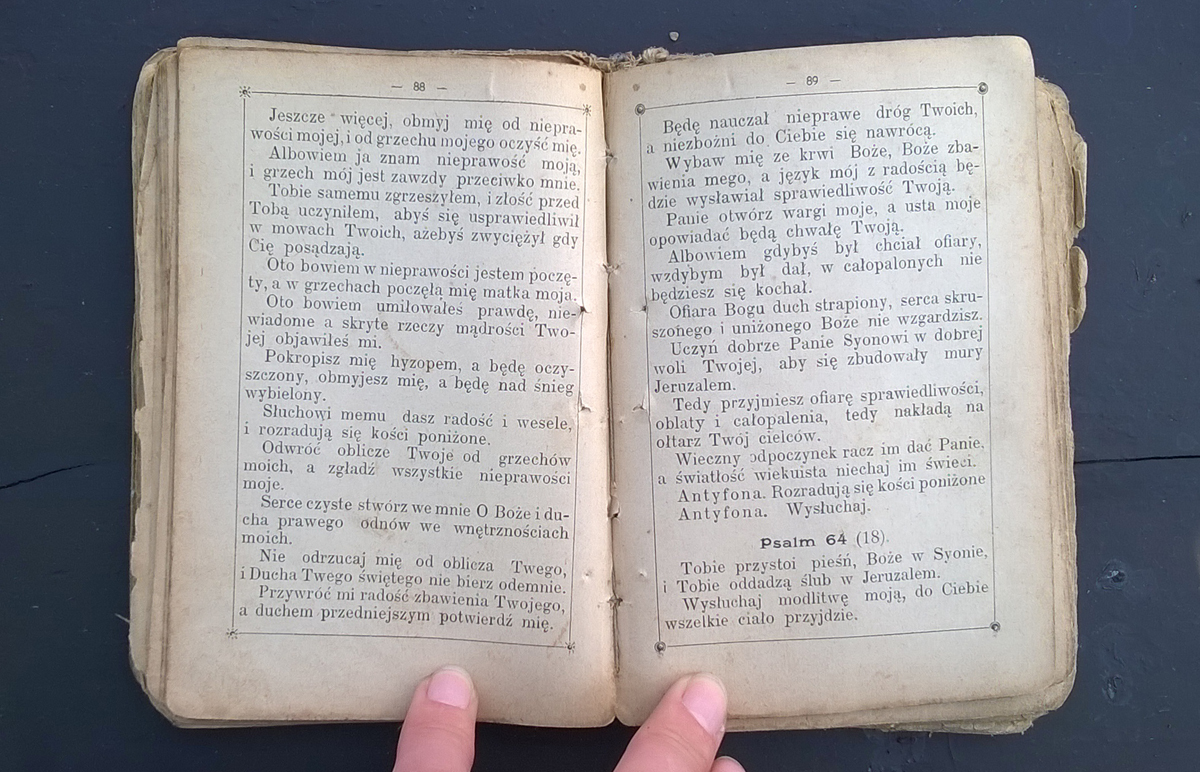 — 88 —
Jeszcze więcej, obmyj mię od niepra-
wości mojej, i od grzechu mojego oczyść mię.
Albowiem ja znam nieprawość moją,
i grzech mój jest zawzdy przeciwko mnie.
Tobie samemu zgrzeszyłem, i złość przed
Tobą uczyniłem, abyś się usprawiedliwił
w mowach Twoich, ażebyś zwyciężył gdy
Cię posądzają.
Oto bowiem w nieprawości jestem poczę-
ty, a w grzechach poczęła mię matka moja.
Oto bowiem umiłowałeś prawdę, nie-
wiadome a skryte rzeczy mądrości Two-
jej objawiłeś mi.
Pokropisz mię hyzopem, a będę oczy-
szczony, obmyjesz mię, a będę nad śnieg
wybielony.
Słuchowi memu dasz radość i wesele,
i rozradują się kości poniżone.
Odwróć oblicze Twoje od grzechów
moich, a zgładź wszystkie nieprawości
moje.
Serce czyste stwórz we mnie O Boże i du-
cha prawego odnów we wnętrznościach
moich.
Nie odrzucaj mię od oblicza Twego,
i Ducha Twego świętego nie bierz odemnie.
Przywróć mi radość zbawienia Twojego,
a duchem przedniejszym potwierdź mię.
— 89 —
Będę nauczał nieprawe dróg Twoich,
a niezbożni do Ciebie się nawrócą.
Wybaw mię ze krwi Boże, Boże zba-
wienia mego, a język mój z radością bę-
dzie wysławiał sprawiedliwość Twoją.
Panie otwórz wargi moje, a usta moje
opowiadać będą chwałę Twoją.
Albowiem gdybyś był chciał ofiary,
wzdybym był dał, w całopalonych nie
będziesz się kochał.
Ofiara Bogu duch strapiony, serca skru-
szonego i uniżonego Boże nie wzgardzisz.
Uczyń dobrze Panie Syonowi w dobrej
woli Twojej, aby się zbudowały mury
Jeruzalem.
Tedy przyjmiesz ofiarę sprawiedliwości,
oblaty i całopalenia, tedy nakładą na
ołtarz Twój cielców.
Wieczny odpoczynek racz im dać Panie,
a światłość wiekuista niechaj im świeci.
Antyfona. Rozradują się kości poniżone
Antyfona. Wysłuchaj.
Psalm 64 (18).
Tobie przystoi pieśń, Boże w Syonie,
i Tobie oddadzą ślub w Jeruzalem.
Wysłuchaj modlitwę moją, do Ciebie
wszelkie ciało przyjdzie.